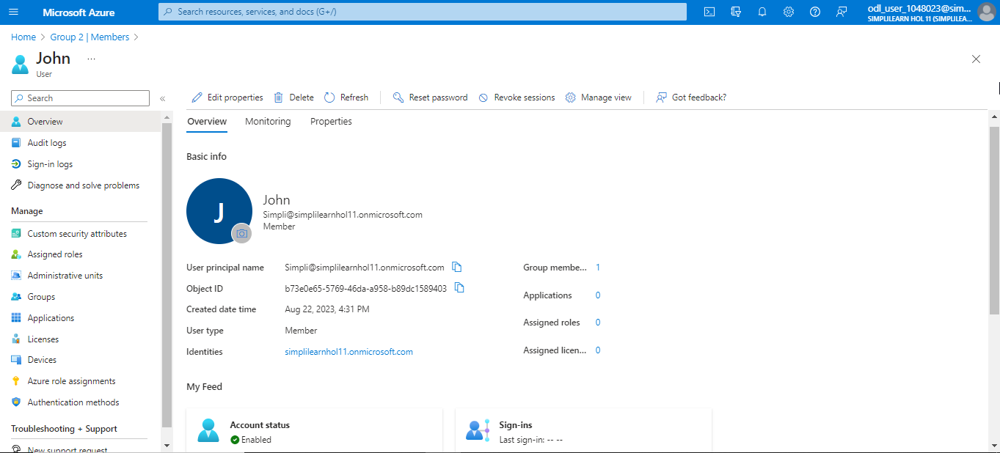 Microsoft Azure
Search resources, services, and docs (G+/)
odl_user_1048023@sim...
SIMPLILEARN HOL 11 (SIMPLILEA...
Home > Group 2 | Members >
John ...
User
Search
«
Edit properties
Delete
Refresh
Reset password
Revoke sessions
Manage view
Got feedback?
Overview
Audit logs
Sign-in logs
Diagnose and solve problems
Manage
Custom security attributes
Assigned roles
Administrative units
Groups
Applications
Licenses
Devices
Azure role assignments
Authentication methods
Troubleshooting + Support
New support request
Overview
Monitoring
Properties
Basic info
J
John
Simpli@simplilearnhol11.onmicrosoft.com
Member
User principal name Simpli@simplilearnhol11.onmicrosoft.com
Object ID b73e0e65-5769-46da-a958-b89dc1589403
Created date time Aug 22, 2023, 4:31 PM
User type Member
Identities simplilearnhol11.onmicrosoft.com
Group membe... 1
Applications 0
Assigned roles 0
Assigned licen... 0
My Feed
Account status
Enabled
Sign-ins
Last sign-in: -- --